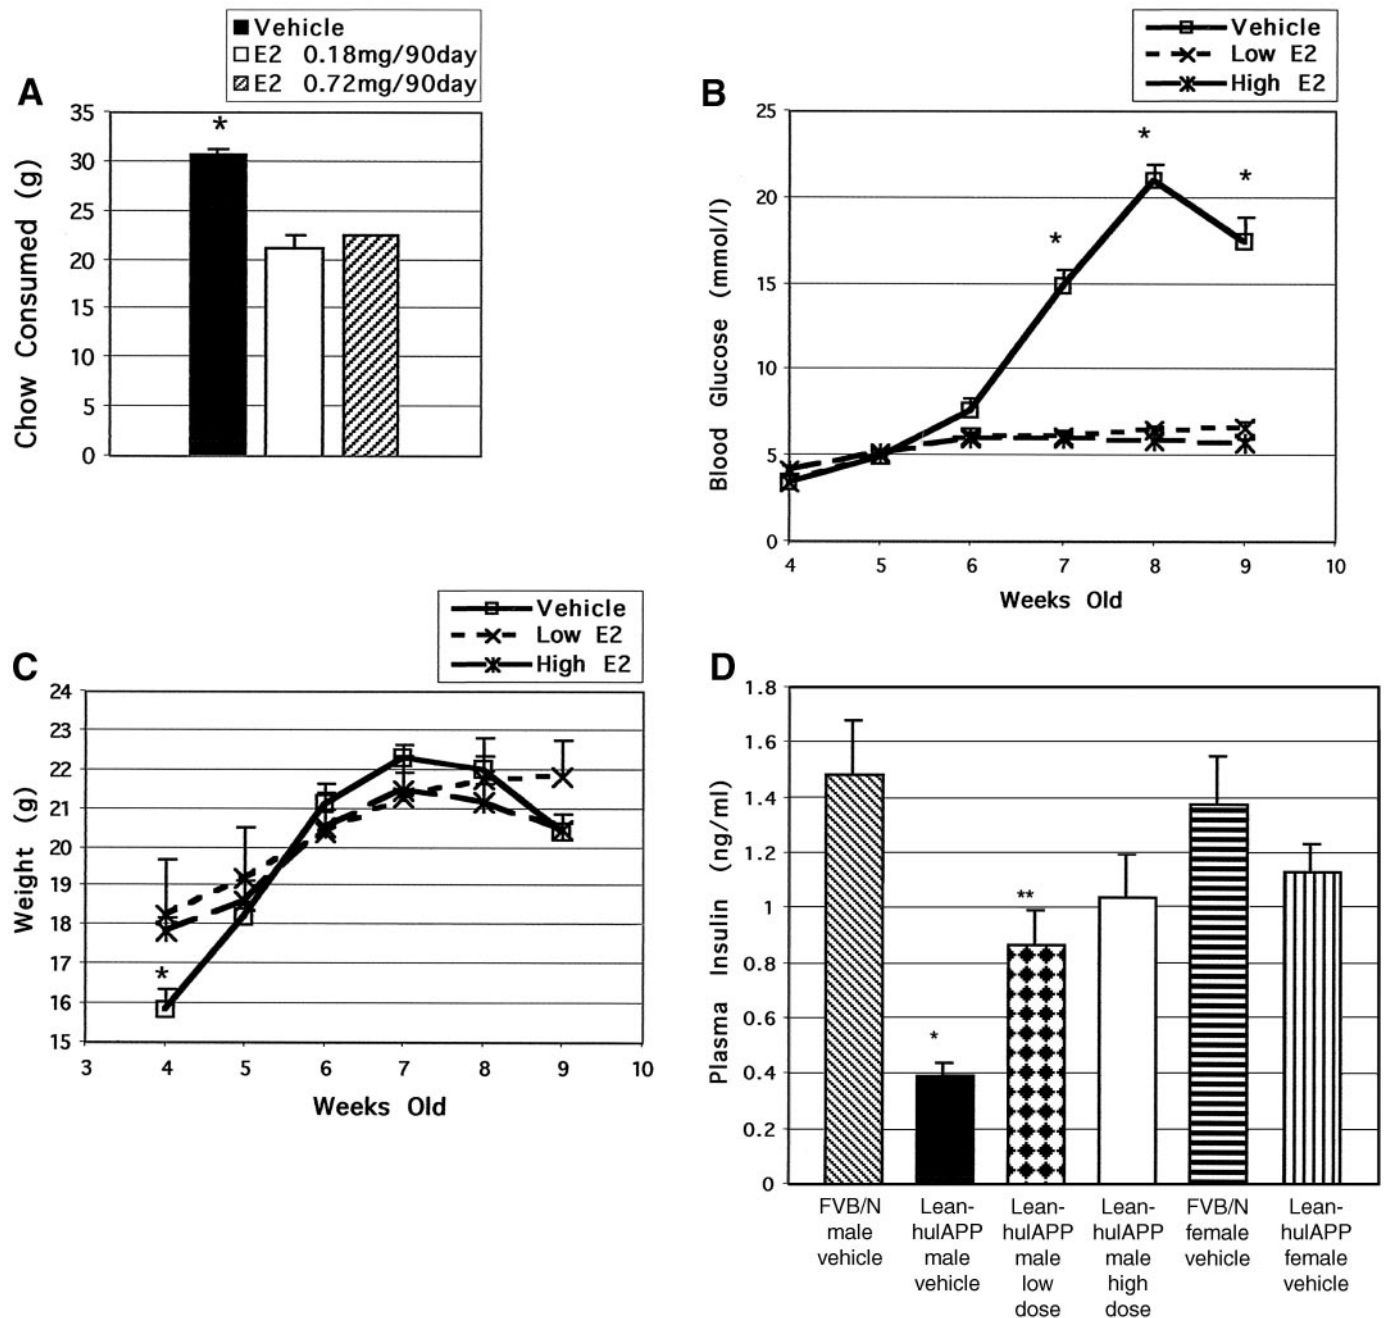 Vehicle
E2 0.18mg/90day
E2 0.72mg/90day
A
35
30
25
20
15
10
5
0
Chow Consumed (g)
*
Vehicle
Low E2
High E2
B
25
20
15
10
5
0
Blood Glucose (mmol/l)
*
*
*
4 5 6 7 8 9 10
Weeks Old
Vehicle
Low E2
High E2
C
24
23
22
21
20
19
18
17
16
15
Weight (g)
*
3 4 5 6 7 8 9 10
Weeks Old
D
1.8
1.6
1.4
1.2
1
0.8
0.6
0.4
0.2
0
Plasma Insulin (ng/ml)
*
**
FVB/N
male
vehicle
Lean-
huIAPP
male
vehicle
Lean-
huIAPP
male
low
dose
Lean-
huIAPP
male
high
dose
FVB/N
female
vehicle
Lean-
huIAPP
female
vehicle